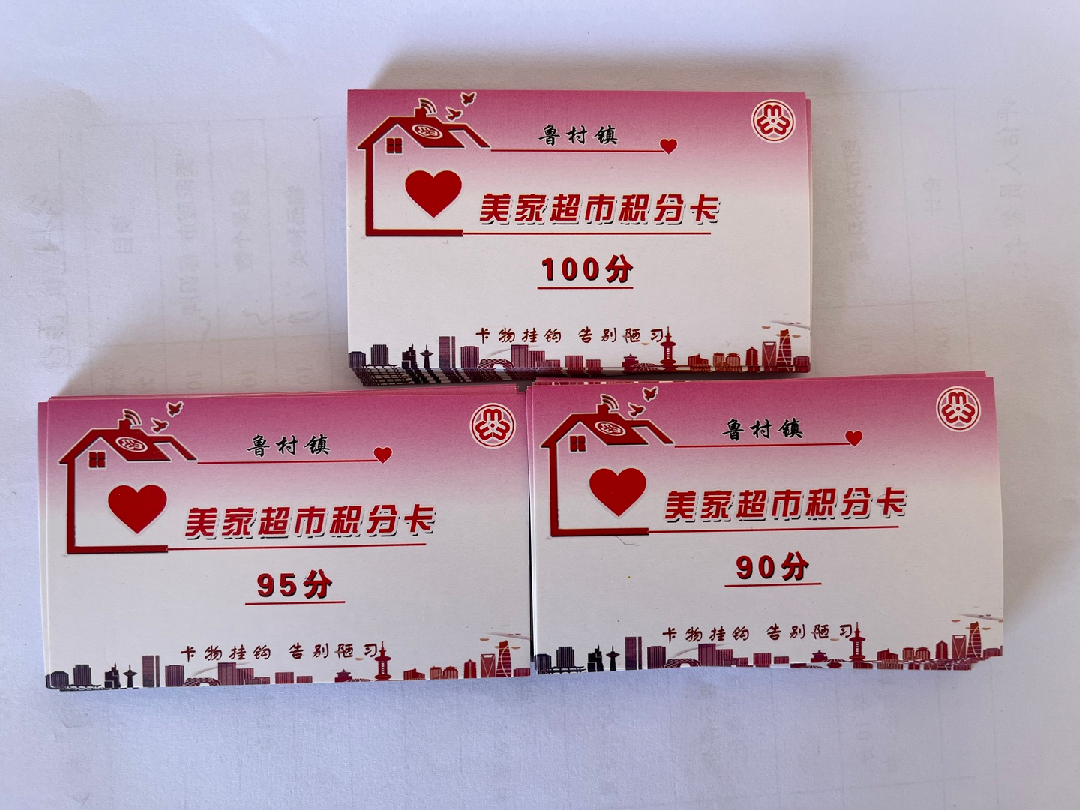 鲁村镇
美家超市积分卡
100分
卡物挂钩 告别陋习
鲁村镇
美家超市积分卡
95分
卡物挂钩 告别陋习
鲁村镇
美家超市积分卡
90分
卡物挂钩 告别陋习